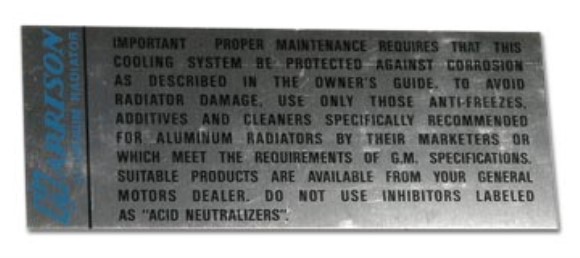 HARRISON
ALUMINUM RADIATOR
IMPORTANT - PROPER MAINTENANCE REQUIRES THAT THIS
COOLING SYSTEM BE PROTECTED AGAINST CORROSION
AS DESCRIBED IN THE OWNER'S GUIDE. TO AVOID
RADIATOR DAMAGE, USE ONLY THOSE ANTI-FREEZES,
ADDITIVES AND CLEANERS SPECIFICALLY RECOMMENDED
FOR ALUMINUM RADIATORS BY THEIR MARKETERS OR
WHICH MEET THE REQUIREMENTS OF G.M. SPECIFICATIONS.
SUITABLE PRODUCTS ARE AVAILABLE FROM YOUR GENERAL
MOTORS DEALER. DO NOT USE INHIBITORS LABELED
AS "ACID NEUTRALIZERS".